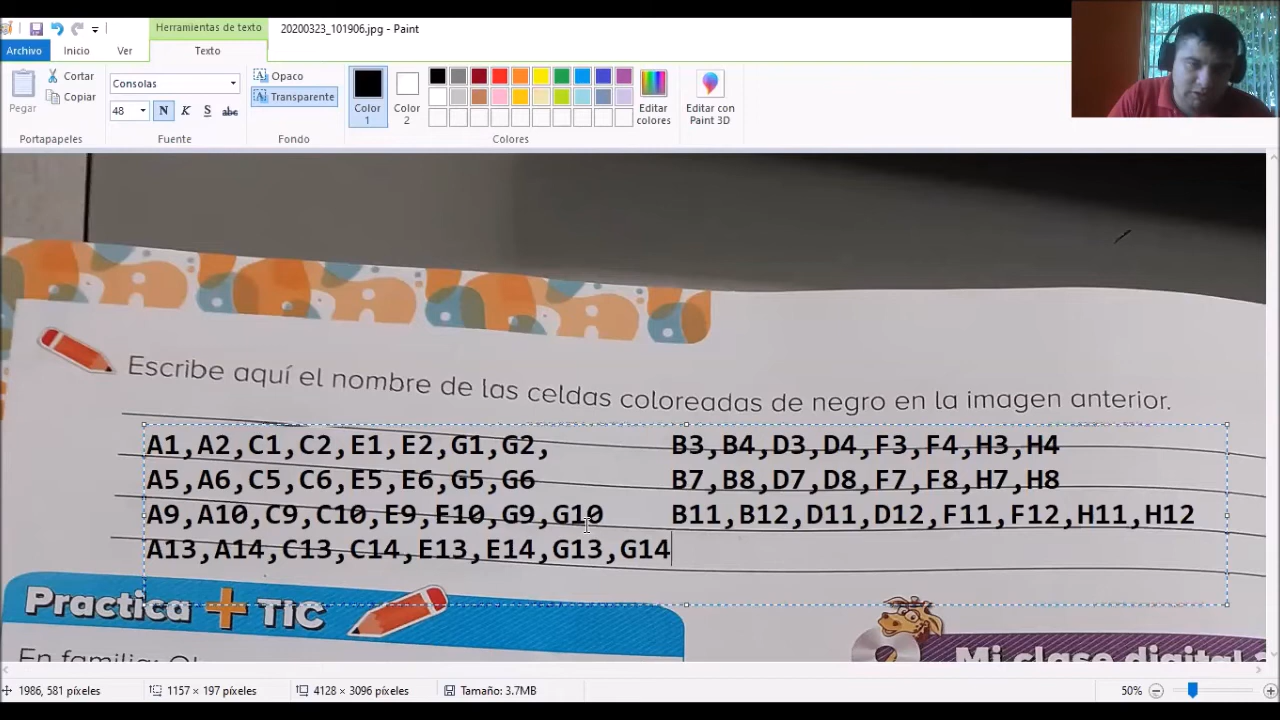 Herramientas de texto
20200323_101906.jpg - Paint
Archivo
Inicio
Ver
Texto
Pegar
Cortar
Copiar
Portapapeles
Consolas
48
N K S abc
Fuente
Opaco
Transparente
Fondo
Color 1
Color 2
Editar colores
Colores
Editar con Paint 3D
Escribe aquí el nombre de las celdas coloreadas de negro en la imagen anterior.
A1,A2,C1,C2,E1,E2,G1,G2, B3,B4,D3,D4,F3,F4,H3,H4
A5,A6,C5,C6,E5,E6,G5,G6 B7,B8,D7,D8,F7,F8,H7,H8
A9,A10,C9,C10,E9,E10,G9,G10 B11,B12,D11,D12,F11,F12,H11,H12
A13,A14,C13,C14,E13,E14,G13,G14
Practica + TIC
En familia:
Mi clase digital
1986, 581 píxeles
1157 × 197 píxeles
4128 × 3096 píxeles
Tamaño: 3.7MB
50%